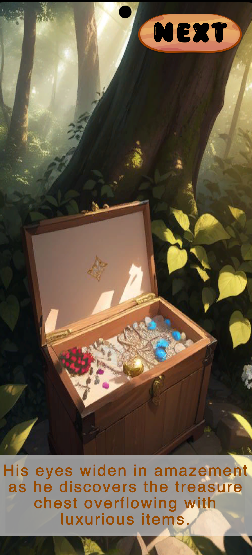 NEXT
His eyes widen in amazement
as he discovers the treasure
chest overflowing with
luxurious items.